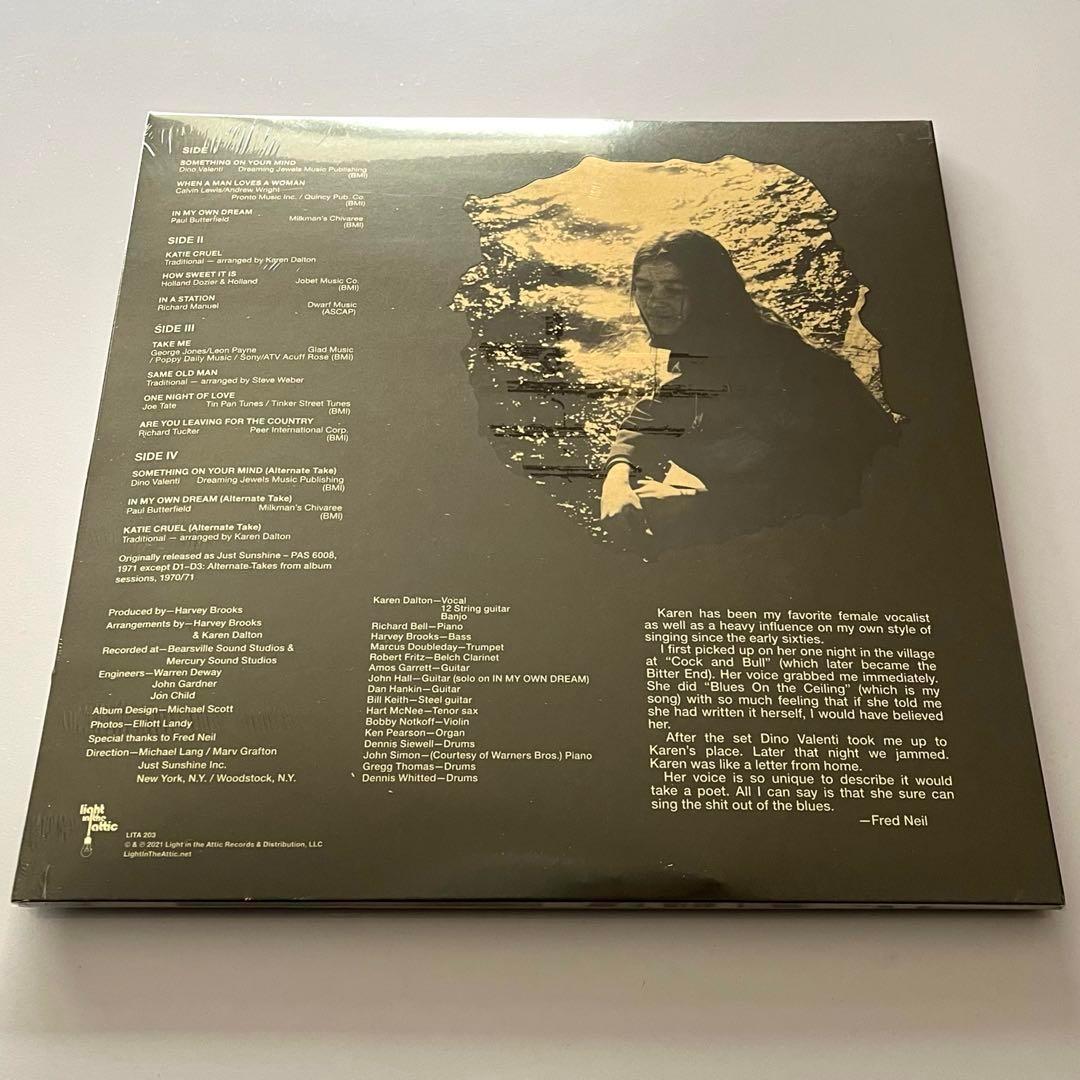 SIDE I
SOMETHING ON YOUR MIND
Dino Valenti Dreaming Jewels Music Publishing
(BMI)
WHEN A MAN LOVES A WOMAN
Calvin Lewis/Andrew Wright
Pronto Music Inc. / Quincy Pub. Co.
(BMI)
IN MY OWN DREAM
Paul Butterfield Milkman's Chivaree
(BMI)
SIDE II
KATIE CRUEL
Traditional — arranged by Karen Dalton
HOW SWEET IT IS
Holland Dozier & Holland Jobet Music Co.
(BMI)
IN A STATION
Richard Manuel Dwarf Music
(ASCAP)
SIDE III
TAKE ME
George Jones/Leon Payne Glad Music
/ Poppy Daily Music / Sony/ATV Acuff Rose (BMI)
SAME OLD MAN
Traditional — arranged by Steve Weber
ONE NIGHT OF LOVE
Joe Tate Tin Pan Tunes / Tinker Street Tunes
(BMI)
ARE YOU LEAVING FOR THE COUNTRY
Richard Tucker Peer International Corp.
(BMI)
SIDE IV
SOMETHING ON YOUR MIND (Alternate Take)
Dino Valenti Dreaming Jewels Music Publishing
(BMI)
IN MY OWN DREAM (Alternate Take)
Paul Butterfield Milkman's Chivaree
(BMI)
KATIE CRUEL (Alternate Take)
Traditional — arranged by Karen Dalton
Originally released as Just Sunshine – PAS 6008,
1971 except D1–D3: Alternate Takes from album
sessions, 1970/71
Produced by—Harvey Brooks
Arrangements by—Harvey Brooks
& Karen Dalton
Recorded at—Bearsville Sound Studios &
Mercury Sound Studios
Engineers—Warren Deway
John Gardner
Jon Child
Album Design—Michael Scott
Photos—Elliott Landy
Special thanks to Fred Neil
Direction—Michael Lang / Marv Grafton
Just Sunshine Inc.
New York, N.Y. / Woodstock, N.Y.
light
in the
attic
LITA 203
© & ℗ 2021 Light in the Attic Records & Distribution, LLC
LightInTheAttic.net
Karen Dalton—Vocal
12 String guitar
Banjo
Richard Bell—Piano
Harvey Brooks—Bass
Marcus Doubleday—Trumpet
Robert Fritz—Belch Clarinet
Amos Garrett—Guitar
John Hall—Guitar (solo on IN MY OWN DREAM)
Dan Hankin—Guitar
Bill Keith—Steel guitar
Hart McNee—Tenor sax
Bobby Notkoff—Violin
Ken Pearson—Organ
Dennis Siewell—Drums
John Simon—(Courtesy of Warners Bros.) Piano
Gregg Thomas—Drums
Dennis Whitted—Drums
Karen has been my favorite female vocalist
as well as a heavy influence on my own style of
singing since the early sixties.
I first picked up on her one night in the village
at "Cock and Bull" (which later became the
Bitter End). Her voice grabbed me immediately.
She did "Blues On the Ceiling" (which is my
song) with so much feeling that if she told me
she had written it herself, I would have believed
her.
After the set Dino Valenti took me up to
Karen's place. Later that night we jammed.
Karen was like a letter from home.
Her voice is so unique to describe it would
take a poet. All I can say is that she sure can
sing the shit out of the blues.
—Fred Neil